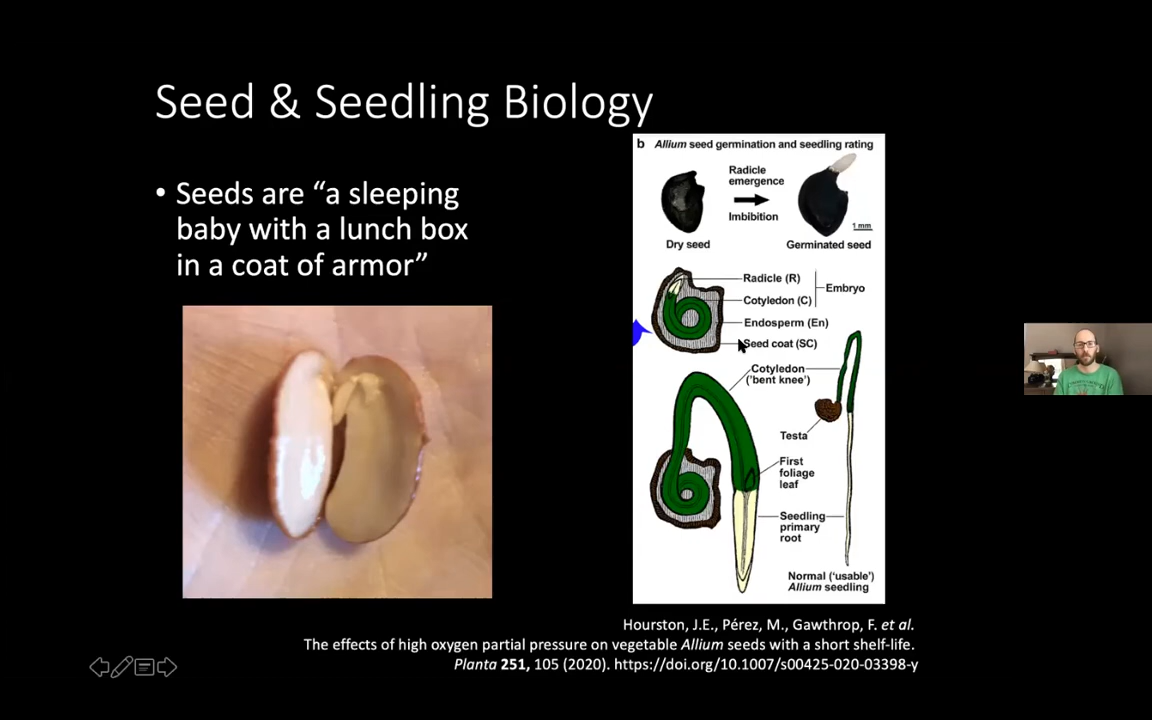 Seed & Seedling Biology
• Seeds are “a sleeping
baby with a lunch box
in a coat of armor”
b Allium seed germination and seedling rating
Radicle
emergence
Imbibition
1 mm
Dry seed
Germinated seed
Radicle (R)
Cotyledon (C)
Embryo
Endosperm (En)
Seed coat (SC)
Cotyledon
('bent knee')
Testa
First
foliage
leaf
Seedling
primary
root
Normal ('usable')
Allium seedling
Hourston, J.E., Pérez, M., Gawthrop, F. et al.
The effects of high oxygen partial pressure on vegetable Allium seeds with a short shelf-life.
Planta 251, 105 (2020). https://doi.org/10.1007/s00425-020-03398-y